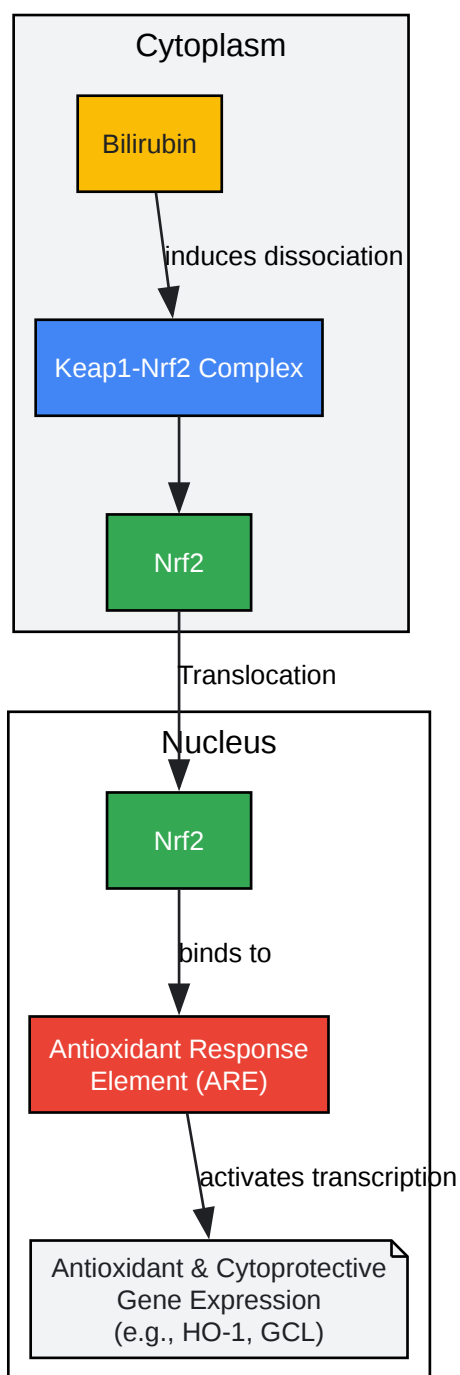 Cytoplasm
Bilirubin
induces dissociation
Keap1-Nrf2 Complex
Nrf2
Translocation
Nucleus
Nrf2
binds to
Antioxidant Response
Element (ARE)
activates transcription
Antioxidant & Cytoprotective
Gene Expression
(e.g., HO-1, GCL)